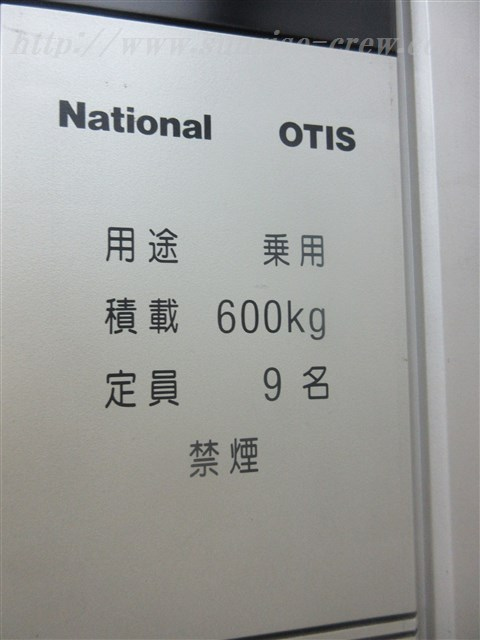 http://www.sunrise-crew.co
National OTIS
用途 乗用
積載 600kg
定員 9名
禁煙